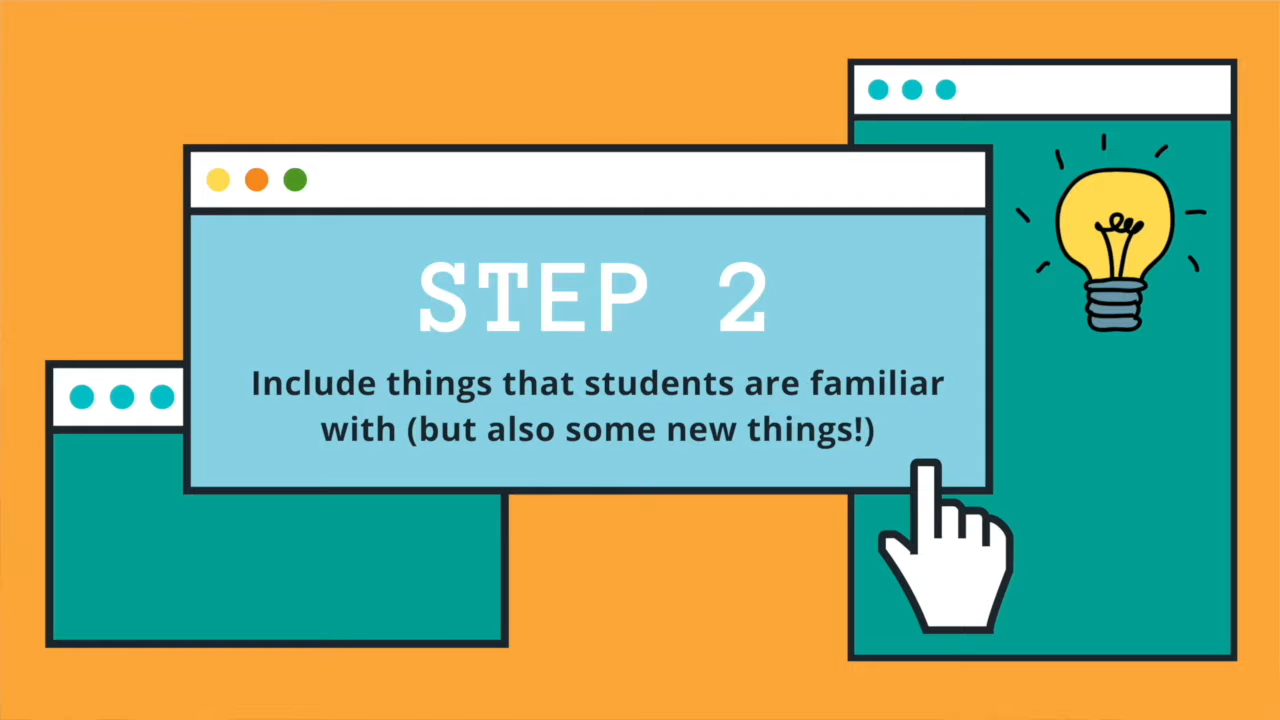 STEP 2
Include things that students are familiar
with (but also some new things!)